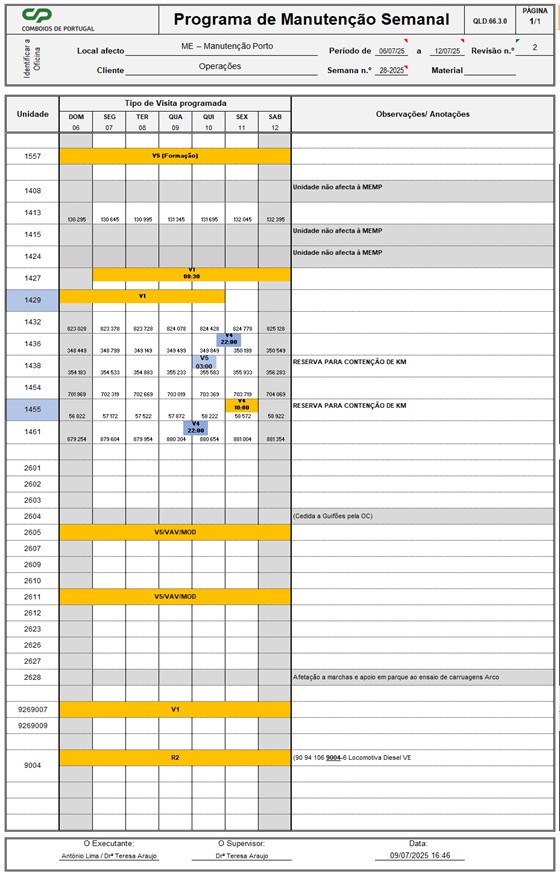 CP
COMBOIOS DE PORTUGAL
Programa de Manutenção Semanal
QLD.66.3.0
PÁGINA
1/1
Identificar a Oficina
Local afecto ME – Manutenção Porto Período de 06/07/25 a 12/07/25 Revisão n.º 2
Cliente Operações Semana n.º 28-2025 Material
Unidade Tipo de Visita programada Observações/ Anotações
DOM SEG TER QUA QUI SEX SAB
06 07 08 09 10 11 12
1557 V5 (Formação)
1408 Unidade não afecta à MEMP
1413 130 295 130 645 130 995 131 345 131 695 132 045 132 395
1415 Unidade não afecta à MEMP
1424 Unidade não afecta à MEMP
1427 V1 08:30
1429 V1
1432 823 028 823 378 823 728 824 078 824 428 824 778 825 128
1436 V4 22:00
348 449 348 799 349 149 349 499 349 849 350 199 350 549
1438 V5 03:00 RESERVA PARA CONTENÇÃO DE KM
354 183 354 533 354 883 355 233 355 583 355 933 356 283
1454 701 969 702 319 702 669 703 019 703 369 703 719 704 069
1455 V4 10:00 RESERVA PARA CONTENÇÃO DE KM
56 822 57 172 57 522 57 872 58 222 58 572 58 922
1461 V4 22:00
879 254 879 604 879 954 880 304 880 654 881 004 881 354
2601
2602
2603
2604 (Cedida a Guifões pela OC)
2605 V5/VAV/MOD
2607
2609
2610
2611 V5/VAV/MOD
2612
2623
2626
2627
2628 Afetação a marchas e apoio em parque ao ensaio de carruagens Arco
9269007 V1
9269009
9004 R2 (90 94 106 9004-6 Locomotiva Diesel VE
O Executante: O Supervisor: Data:
António Lima / Drª Teresa Araujo Drª Teresa Araujo 09/07/2025 16:46